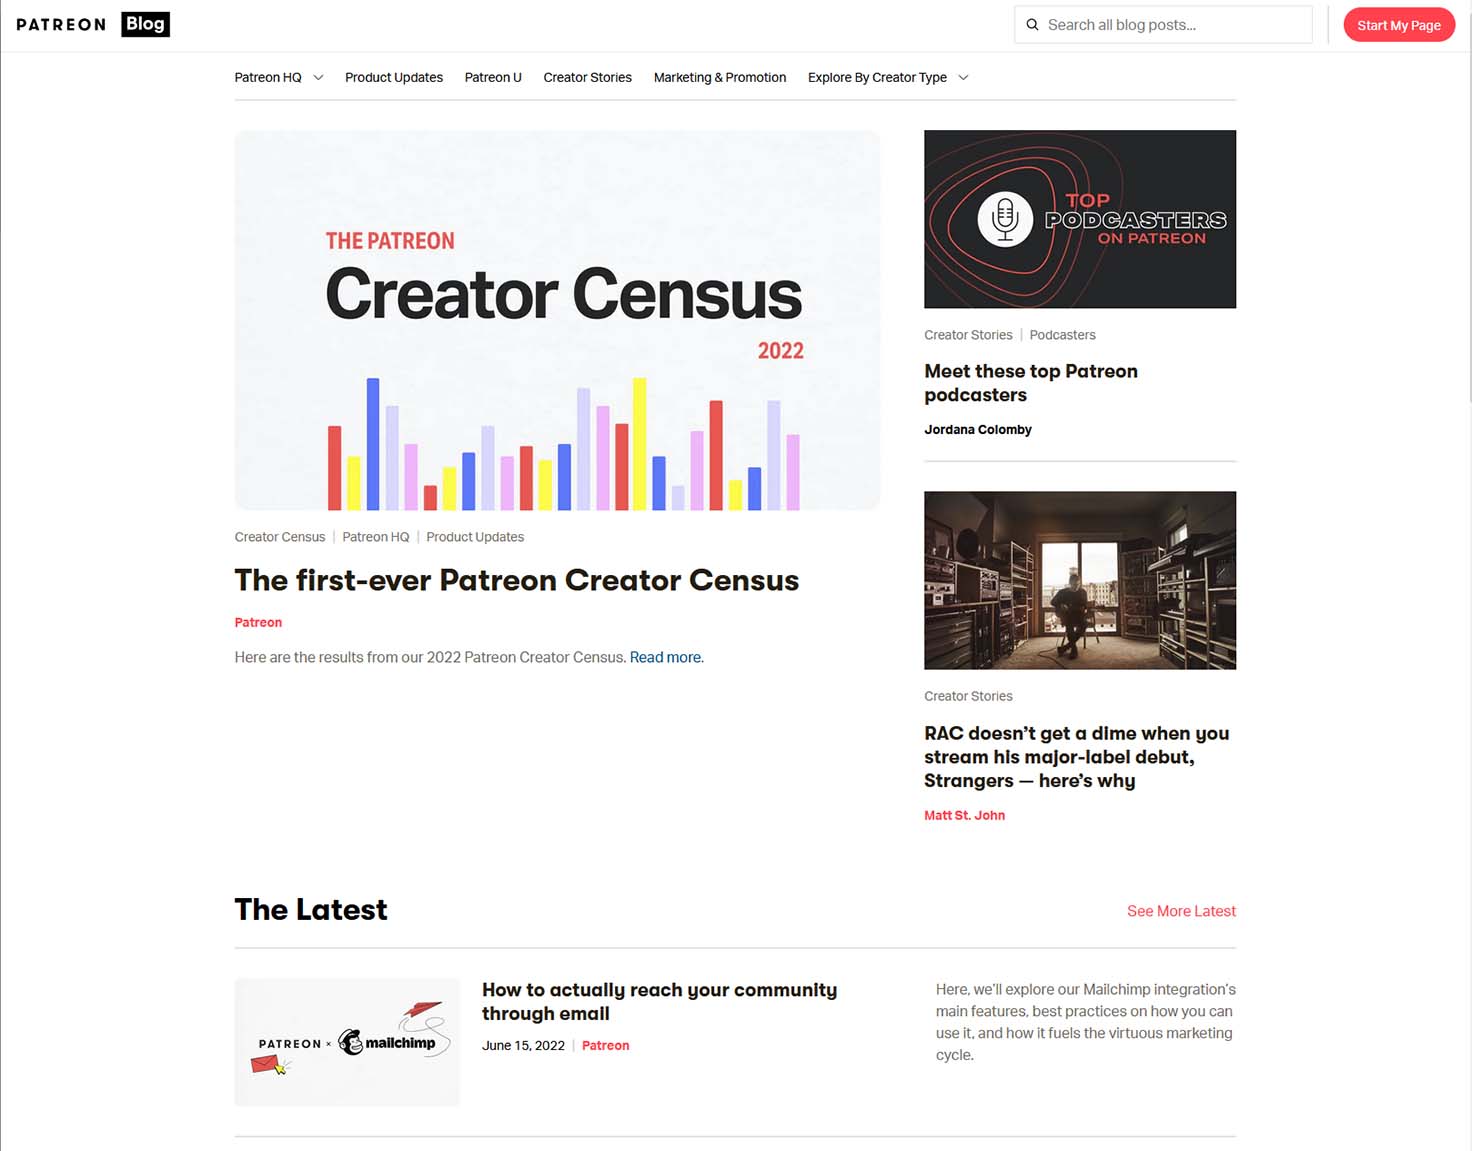 PATREON Blog
Search all blog posts...
Start My Page
Patreon HQ
Product Updates
Patreon U
Creator Stories
Marketing & Promotion
Explore By Creator Type
THE PATREON
Creator Census
2022
Creator Census | Patreon HQ | Product Updates
The first-ever Patreon Creator Census
Patreon
Here are the results from our 2022 Patreon Creator Census. Read more.
TOP
PODCASTERS
ON PATREON
Creator Stories | Podcasters
Meet these top Patreon
podcasters
Jordana Colomby
Creator Stories
RAC doesn’t get a dime when you
stream his major-label debut,
Strangers — here’s why
Matt St. John
The Latest
See More Latest
PATREON × mailchimp
How to actually reach your community
through email
June 15, 2022 | Patreon
Here, we’ll explore our Mailchimp integration’s
main features, best practices on how you can
use it, and how it fuels the virtuous marketing
cycle.